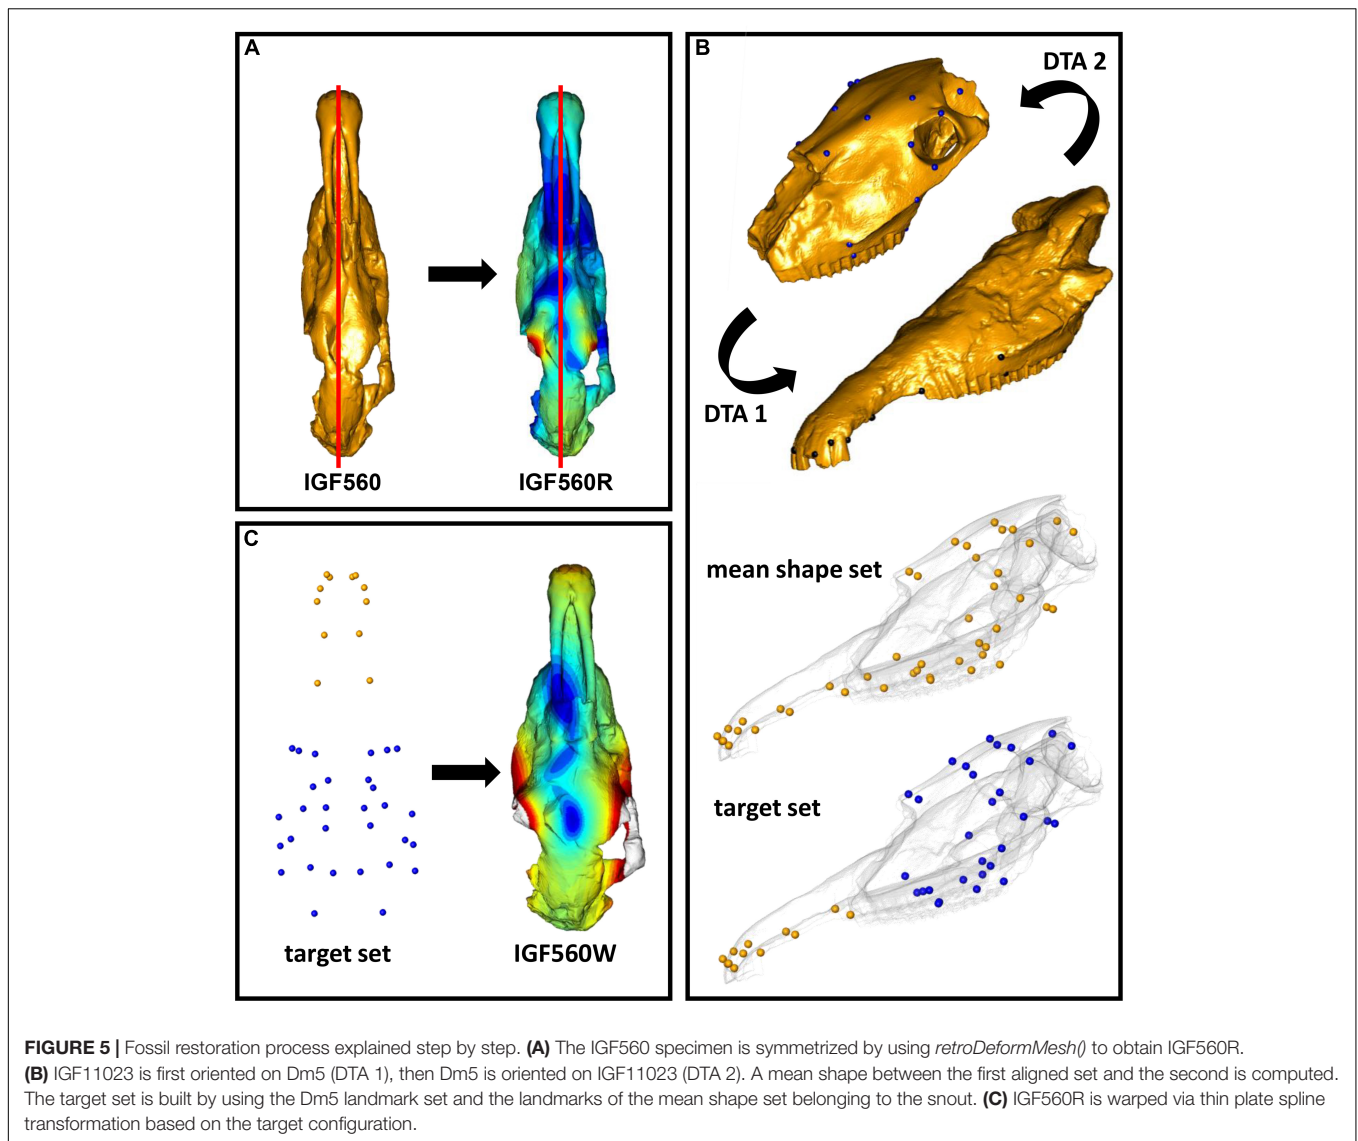 A
IGF560
IGF560R
B
DTA 2
DTA 1
mean shape set
target set
C
target set
IGF560W
FIGURE 5 | Fossil restoration process explained step by step. (A) The IGF560 specimen is symmetrized by using retroDeformMesh() to obtain IGF560R.
(B) IGF11023 is first oriented on Dm5 (DTA 1), then Dm5 is oriented on IGF11023 (DTA 2). A mean shape between the first aligned set and the second is computed.
The target set is built by using the Dm5 landmark set and the landmarks of the mean shape set belonging to the snout. (C) IGF560R is warped via thin plate spline
transformation based on the target configuration.